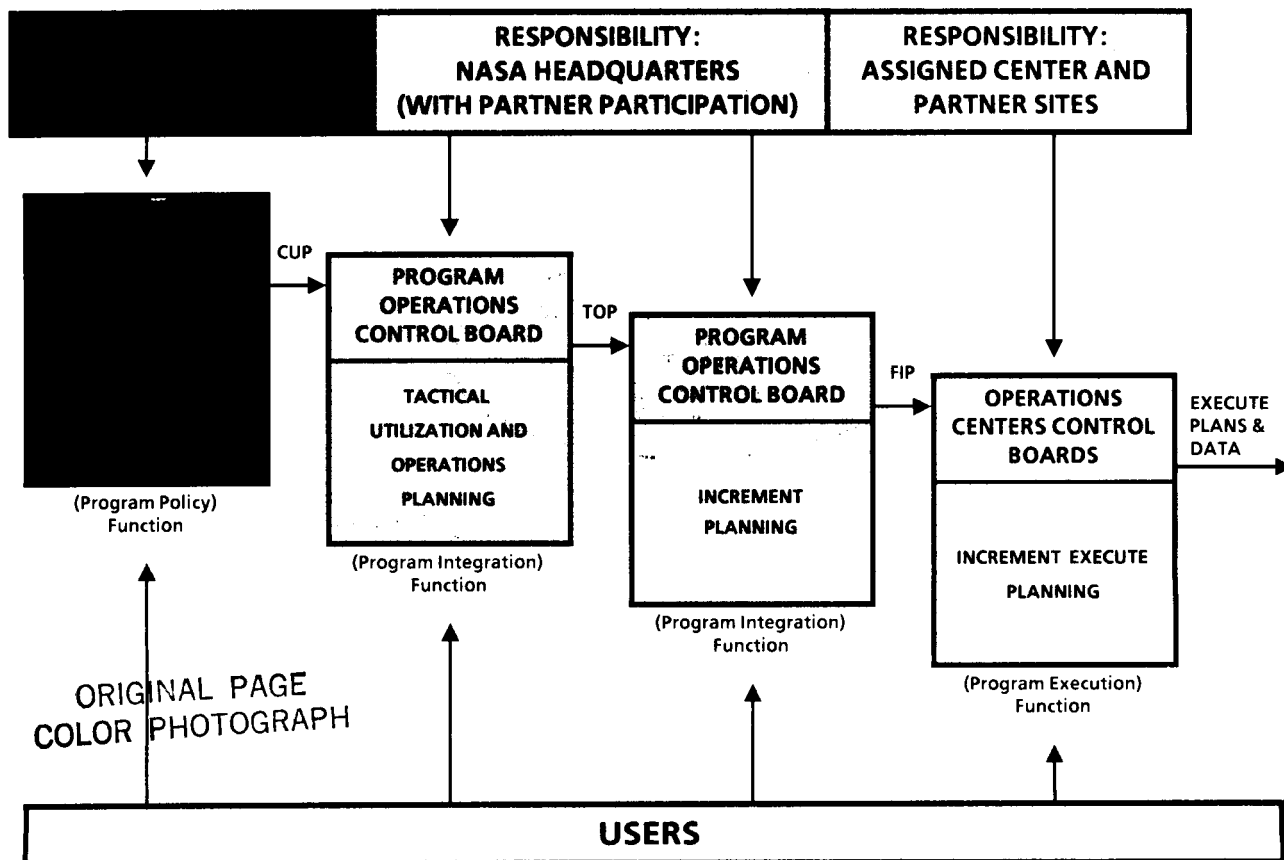 RESPONSIBILITY:
NASA HEADQUARTERS
(WITH PARTNER PARTICIPATION)
RESPONSIBILITY:
ASSIGNED CENTER AND
PARTNER SITES
(Program Policy)
Function
CUP
PROGRAM
OPERATIONS
CONTROL BOARD
TACTICAL
UTILIZATION AND
OPERATIONS
PLANNING
(Program Integration)
Function
TOP
PROGRAM
OPERATIONS
CONTROL BOARD
INCREMENT
PLANNING
(Program Integration)
Function
FIP
OPERATIONS
CENTERS CONTROL
BOARDS
INCREMENT EXECUTE
PLANNING
(Program Execution)
Function
EXECUTE
PLANS &
DATA
ORIGINAL PAGE
COLOR PHOTOGRAPH
USERS